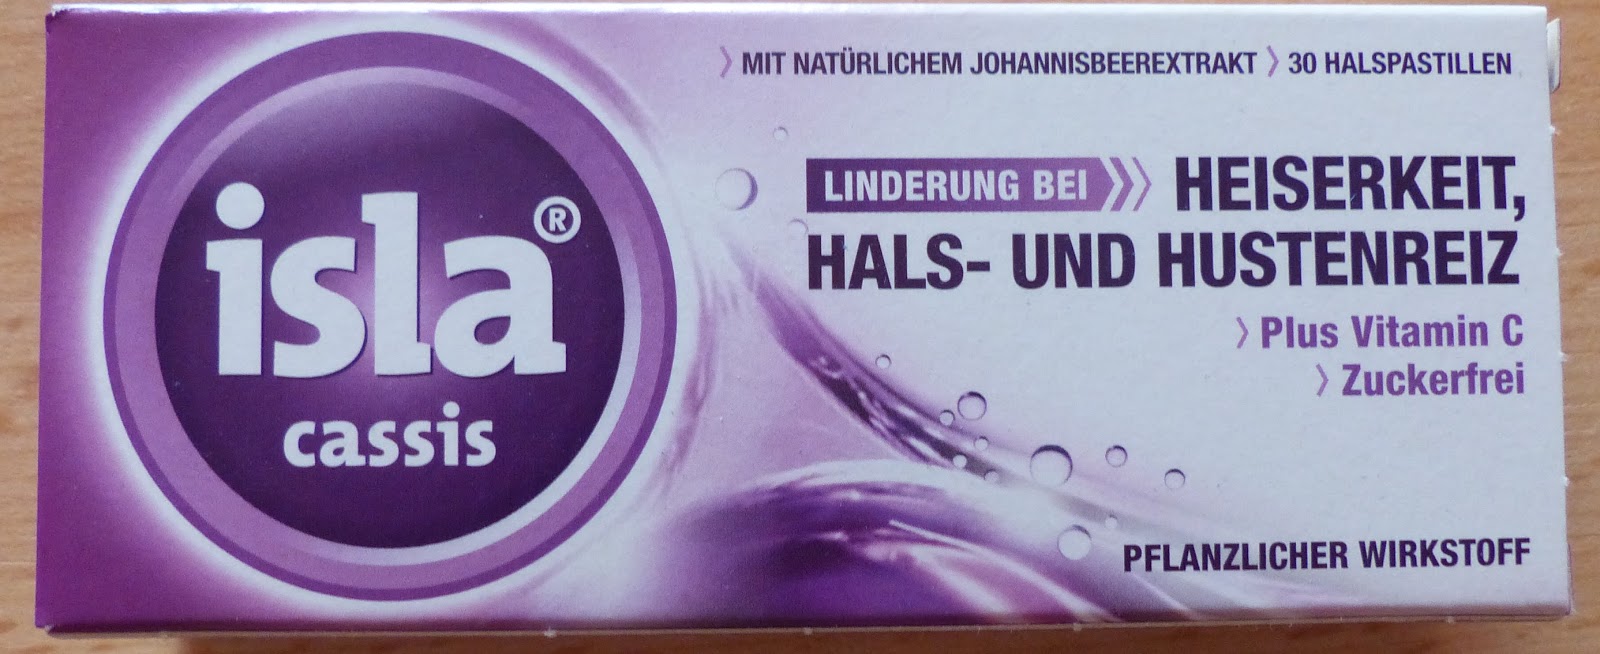 isla®
cassis
MIT NATÜRLICHEM JOHANNISBEEREXTRAKT 30 HALSPASTILLEN
LINDERUNG BEI HEISERKEIT,
HALS- UND HUSTENREIZ
Plus Vitamin C
Zuckerfrei
PFLANZLICHER WIRKSTOFF